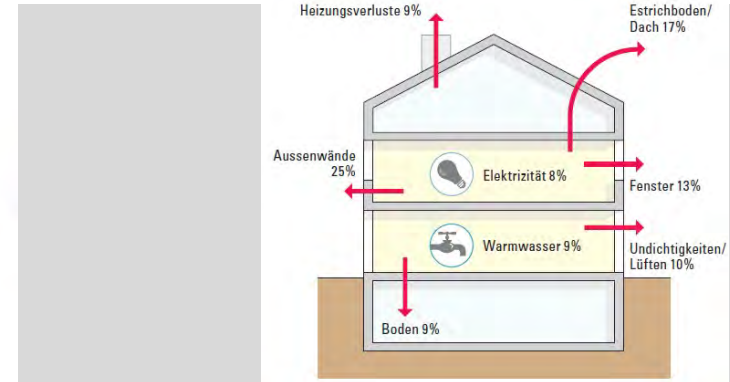 Heizungsverluste 9%
Estrichboden/
Dach 17%
Aussenwände
25%
Elektrizität 8%
Fenster 13%
Warmwasser 9%
Undichtigkeiten/
Lüften 10%
Boden 9%